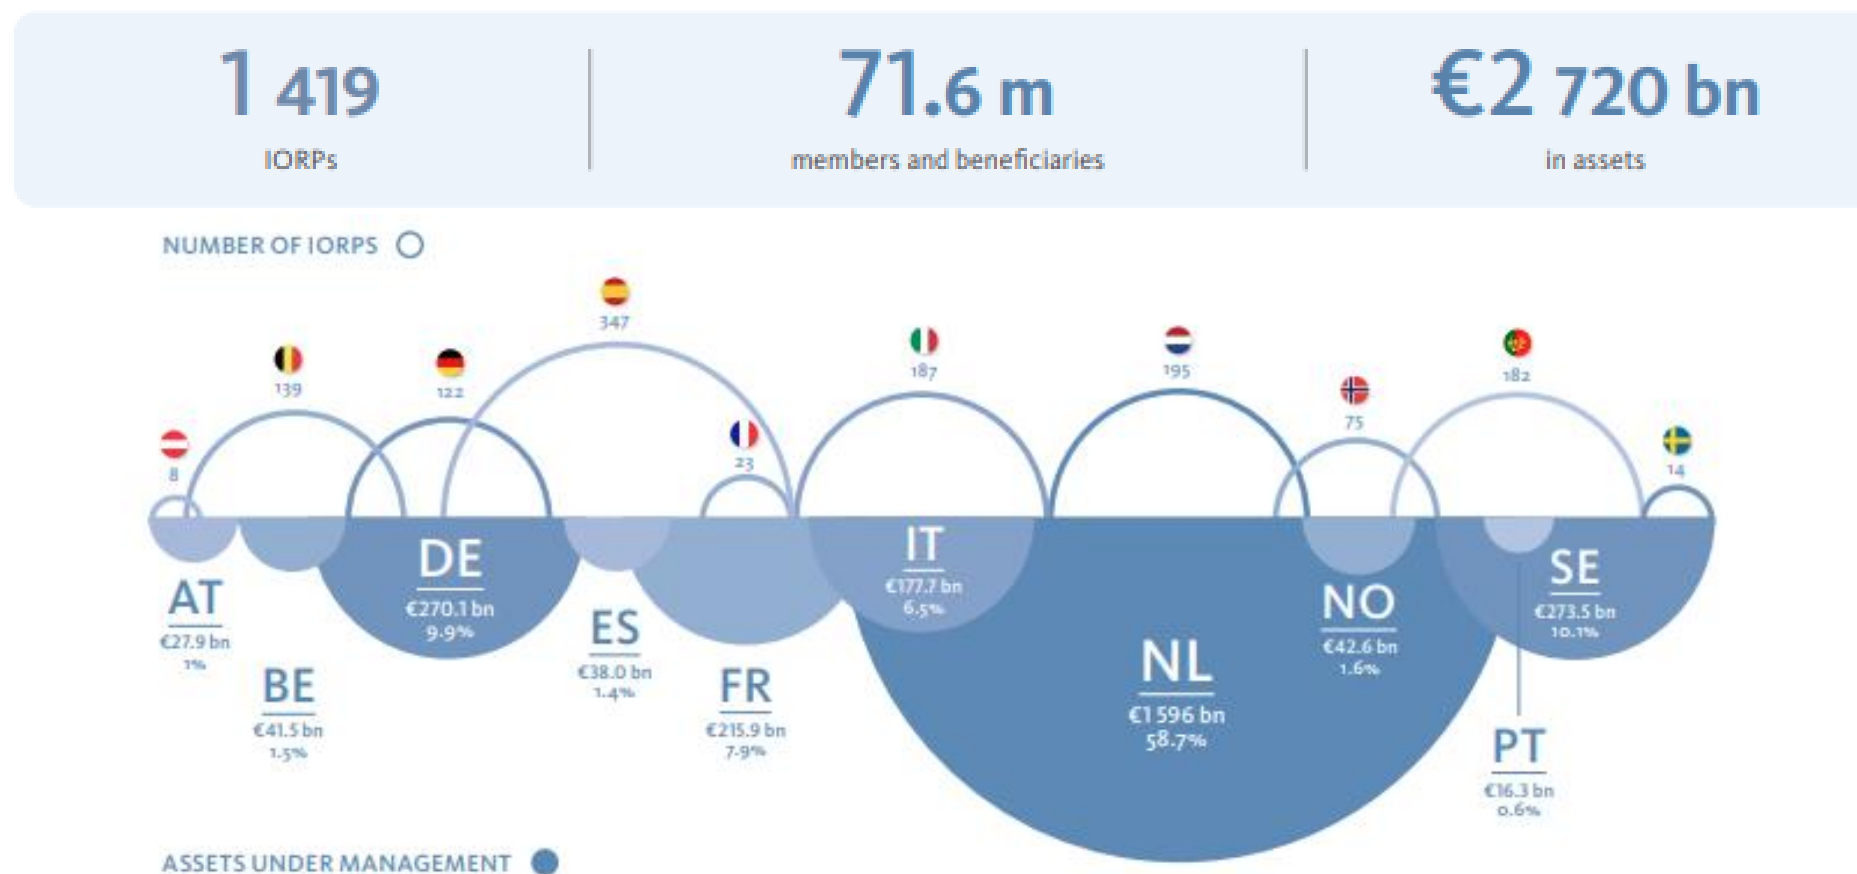 1 419
IORPs
71.6 m
members and beneficiaries
€2 720 bn
in assets
NUMBER OF IORPS
8
139
122
347
23
187
195
75
182
14
AT
€27.9 bn
1%
BE
€41.5 bn
1.5%
DE
€270.1 bn
9.9%
ES
€38.0 bn
1.4%
FR
€215.9 bn
7.9%
IT
€177.7 bn
6.5%
NL
€1 596 bn
58.7%
NO
€42.6 bn
1.6%
PT
€16.3 bn
0.6%
SE
€273.5 bn
10.1%
ASSETS UNDER MANAGEMENT